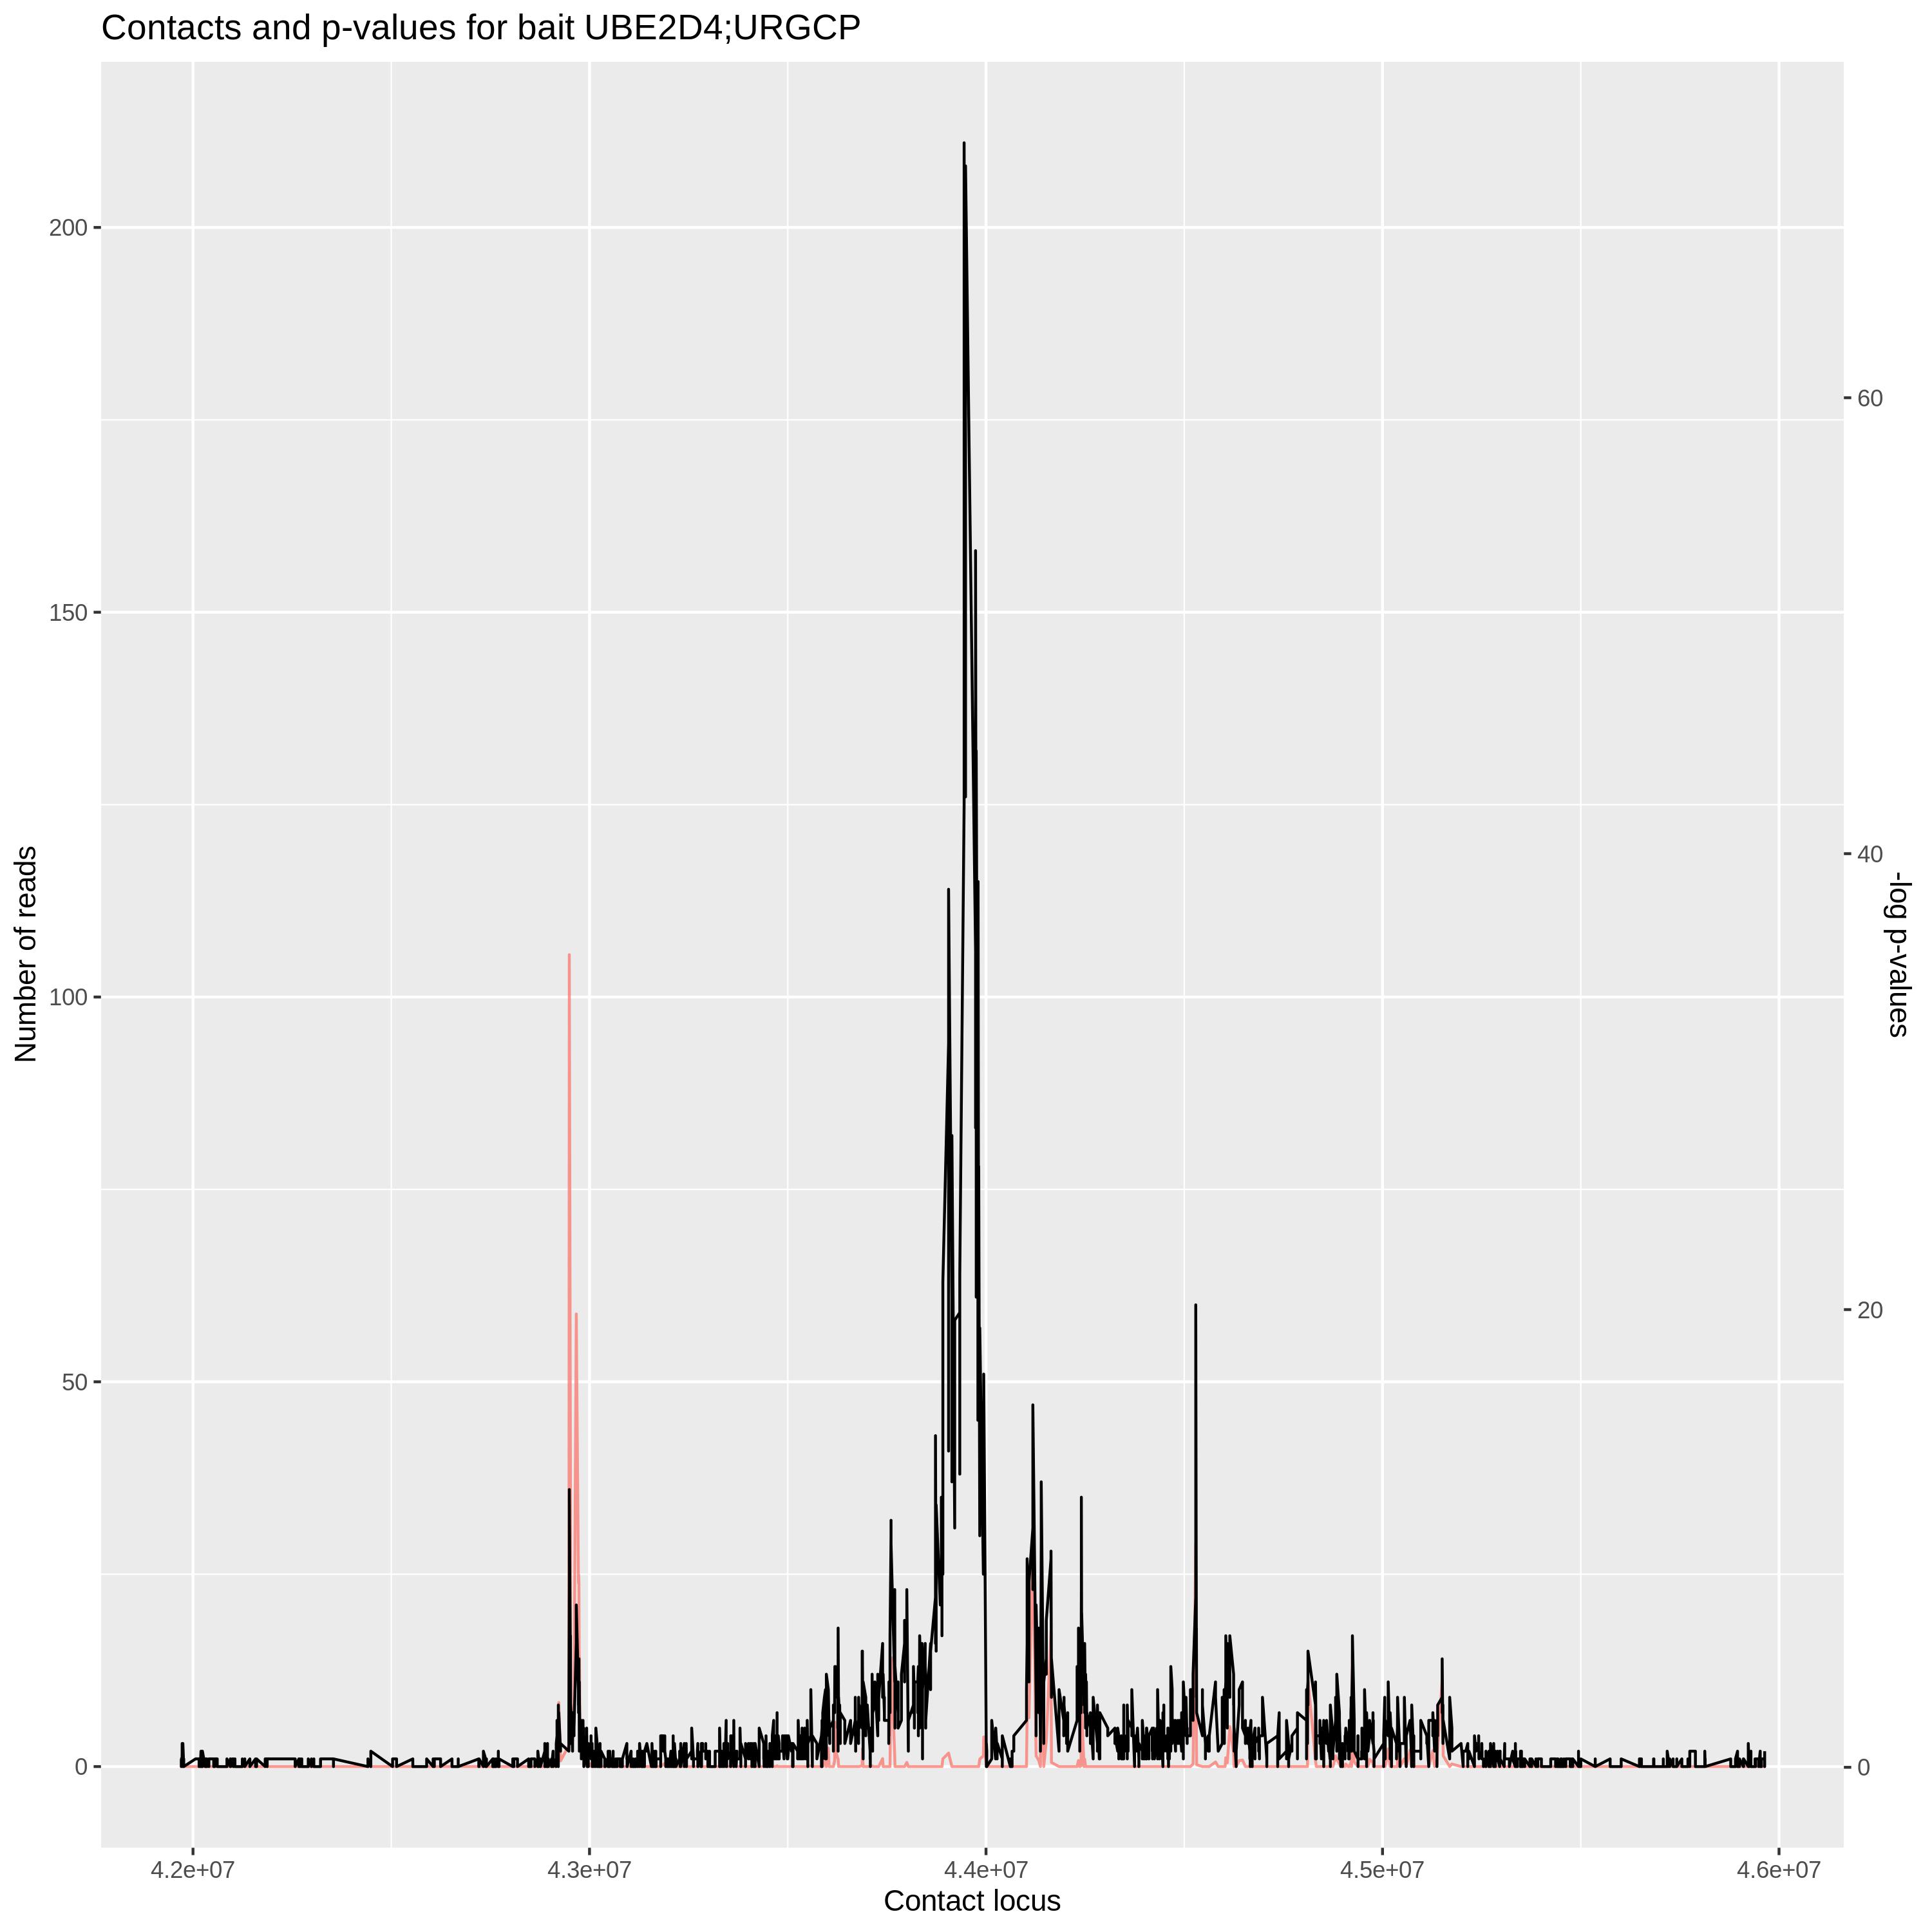 Contacts and p-values for bait UBE2D4;URGCP
200
150
100
50
0
Number of reads
60
40
20
0
-log p-values
4.2e+07
4.3e+07
4.4e+07
4.5e+07
4.6e+07
Contact locus